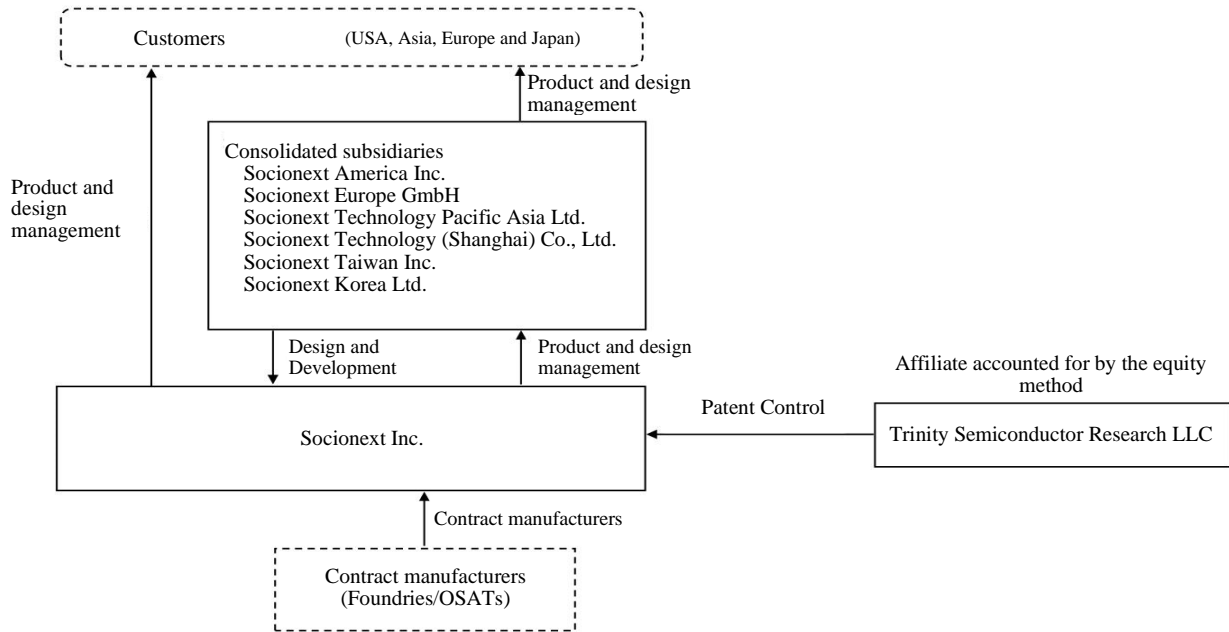 Customers (USA, Asia, Europe and Japan)
Product and design
management
Consolidated subsidiaries
Socionext America Inc.
Socionext Europe GmbH
Socionext Technology Pacific Asia Ltd.
Socionext Technology (Shanghai) Co., Ltd.
Socionext Taiwan Inc.
Socionext Korea Ltd.
Product and
design
management
Design and
Development
Product and design
management
Affiliate accounted for by the equity
method
Patent Control
Trinity Semiconductor Research LLC
Socionext Inc.
Contract manufacturers
Contract manufacturers
(Foundries/OSATs)